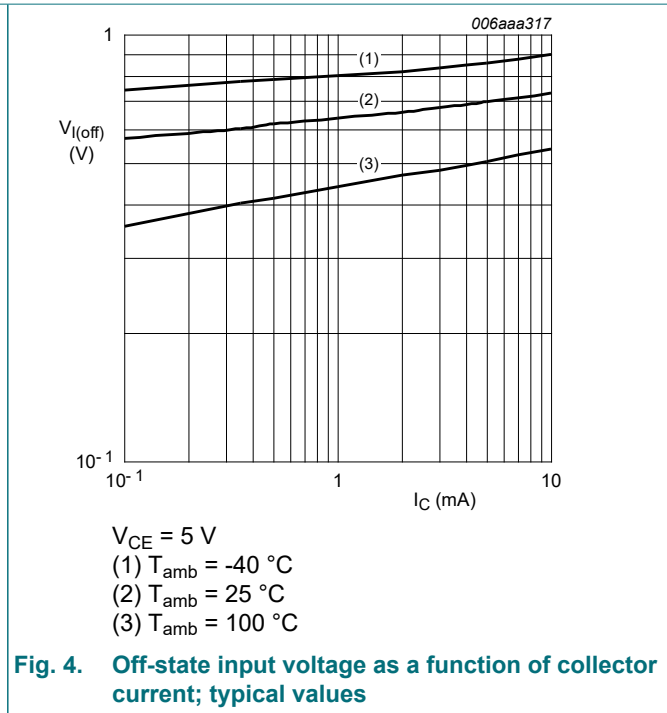 006aaa317
1
(1)
(2)
V_I(off)
(V)
(3)
10^-1
10^-1
1
10
I_C (mA)
V_CE = 5 V
(1) T_amb = -40 °C
(2) T_amb = 25 °C
(3) T_amb = 100 °C
Fig. 4. Off-state input voltage as a function of collector
current; typical values